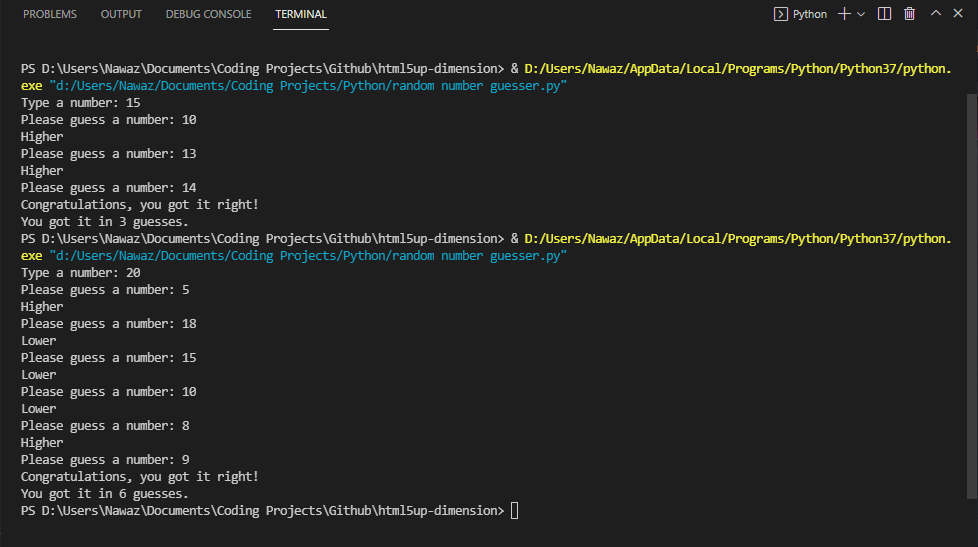 PROBLEMS OUTPUT DEBUG CONSOLE TERMINAL Python
PS D:\Users\Nawaz\Documents\Coding Projects\Github\html5up-dimension> & D:/Users/Nawaz/AppData/Local/Programs/Python/Python37/python.
exe "d:/Users/Nawaz/Documents/Coding Projects/Python/random number guesser.py"
Type a number: 15
Please guess a number: 10
Higher
Please guess a number: 13
Higher
Please guess a number: 14
Congratulations, you got it right!
You got it in 3 guesses.
PS D:\Users\Nawaz\Documents\Coding Projects\Github\html5up-dimension> & D:/Users/Nawaz/AppData/Local/Programs/Python/Python37/python.
exe "d:/Users/Nawaz/Documents/Coding Projects/Python/random number guesser.py"
Type a number: 20
Please guess a number: 5
Higher
Please guess a number: 18
Lower
Please guess a number: 15
Lower
Please guess a number: 10
Lower
Please guess a number: 8
Higher
Please guess a number: 9
Congratulations, you got it right!
You got it in 6 guesses.
PS D:\Users\Nawaz\Documents\Coding Projects\Github\html5up-dimension>